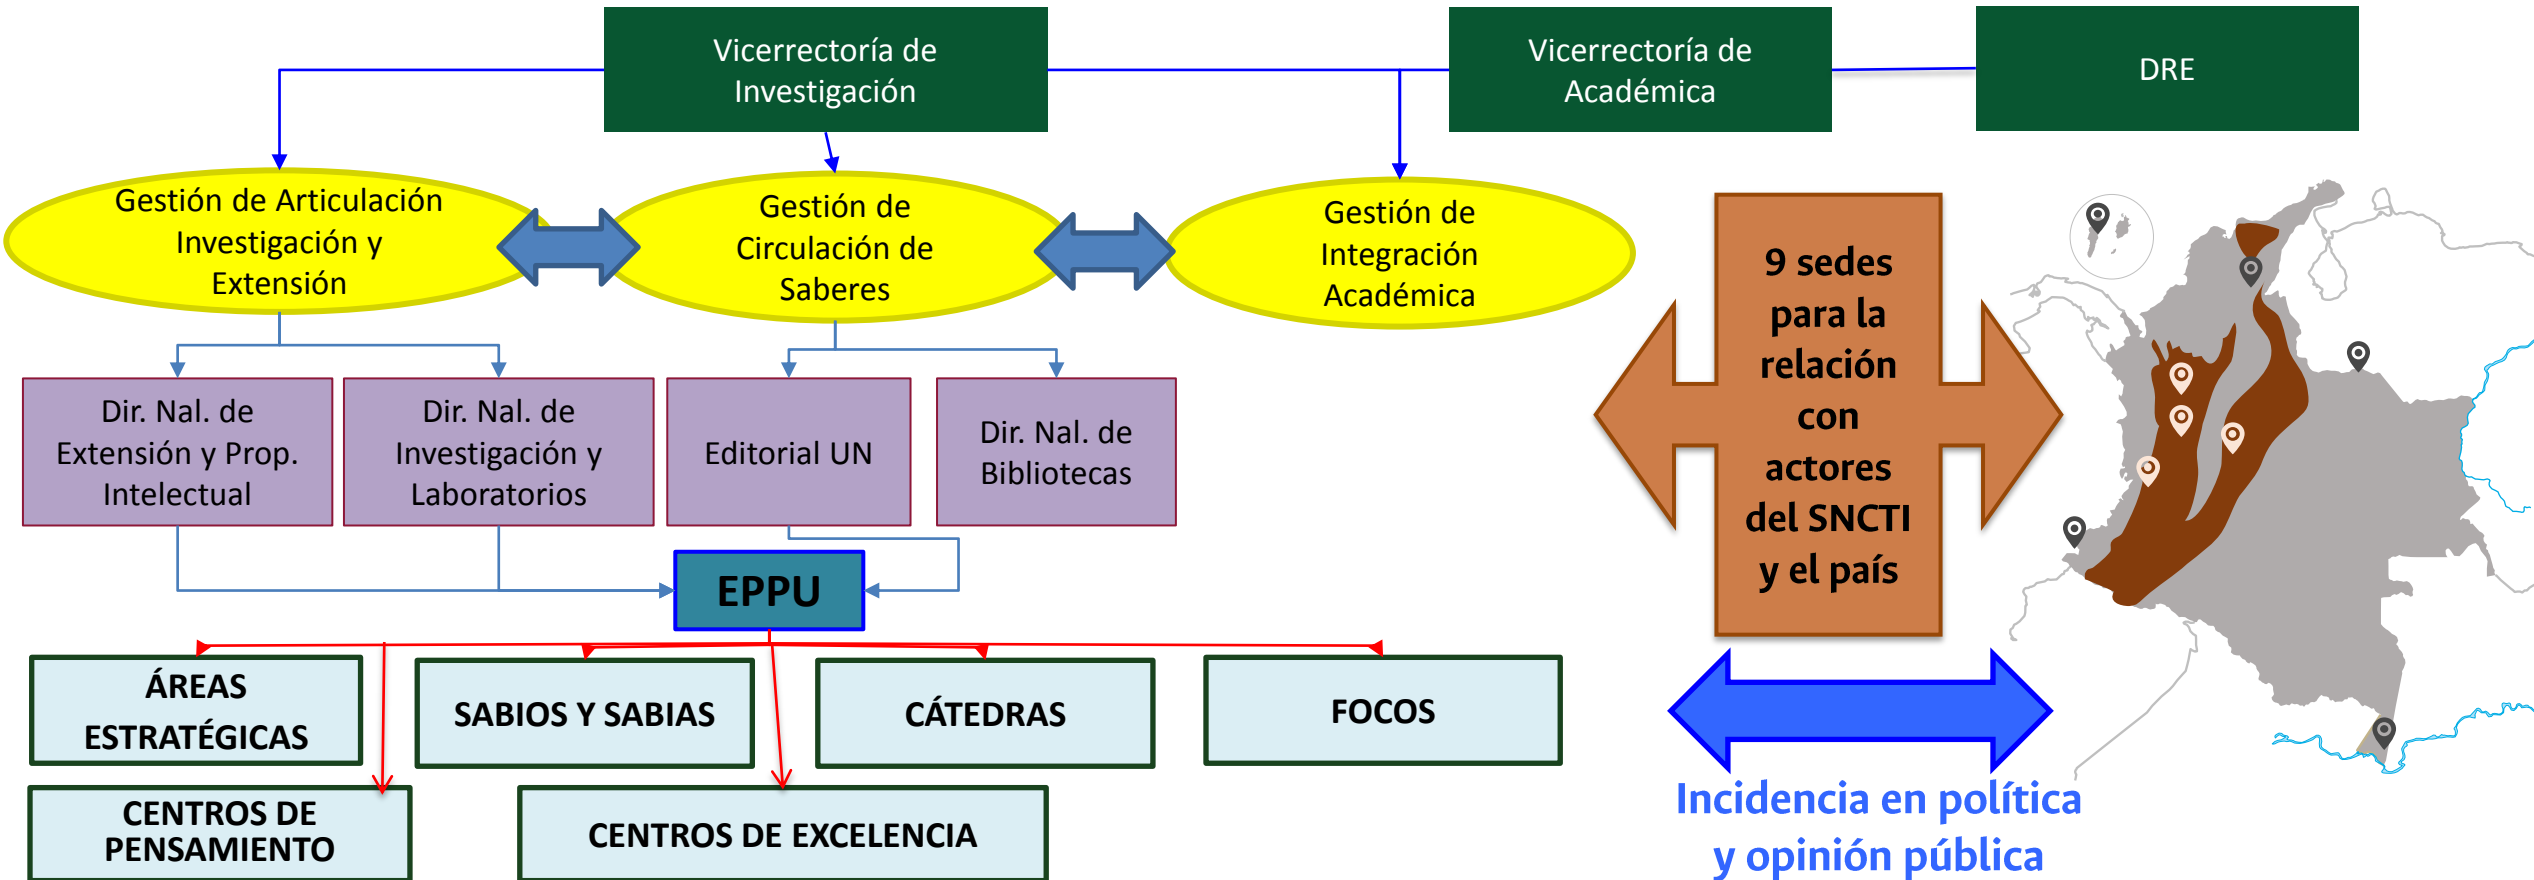 Vicerrectoría de
Investigación
Vicerrectoría de
Académica
DRE
Gestión de Articulación
Investigación y
Extensión
Gestión de
Circulación de
Saberes
Gestión de
Integración
Académica
9 sedes
para la
relación
con
actores
del SNCTI
y el país
Dir. Nal. de
Extensión y Prop.
Intelectual
Dir. Nal. de
Investigación y
Laboratorios
Editorial UN
Dir. Nal. de
Bibliotecas
EPPU
ÁREAS
ESTRATÉGICAS
SABIOS Y SABIAS
CÁTEDRAS
FOCOS
CENTROS DE
PENSAMIENTO
CENTROS DE EXCELENCIA
Incidencia en política
y opinión pública